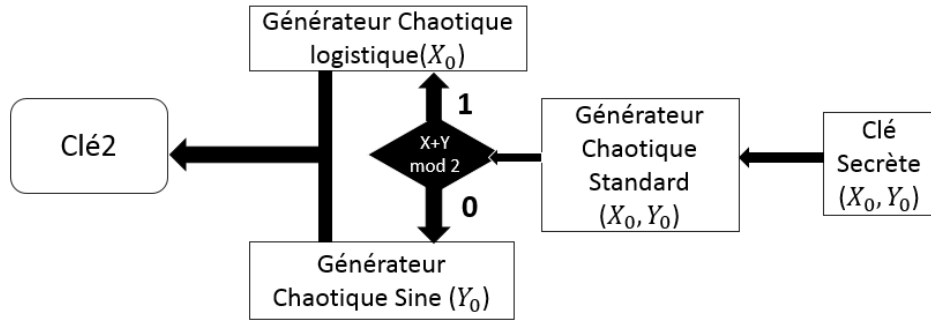 Générateur Chaotique
logistique(X₀)
Clé2
1
X+Y
mod 2
0
Générateur
Chaotique
Standard
(X₀, Y₀)
Clé
Secrète
(X₀, Y₀)
Générateur
Chaotique Sine (Y₀)